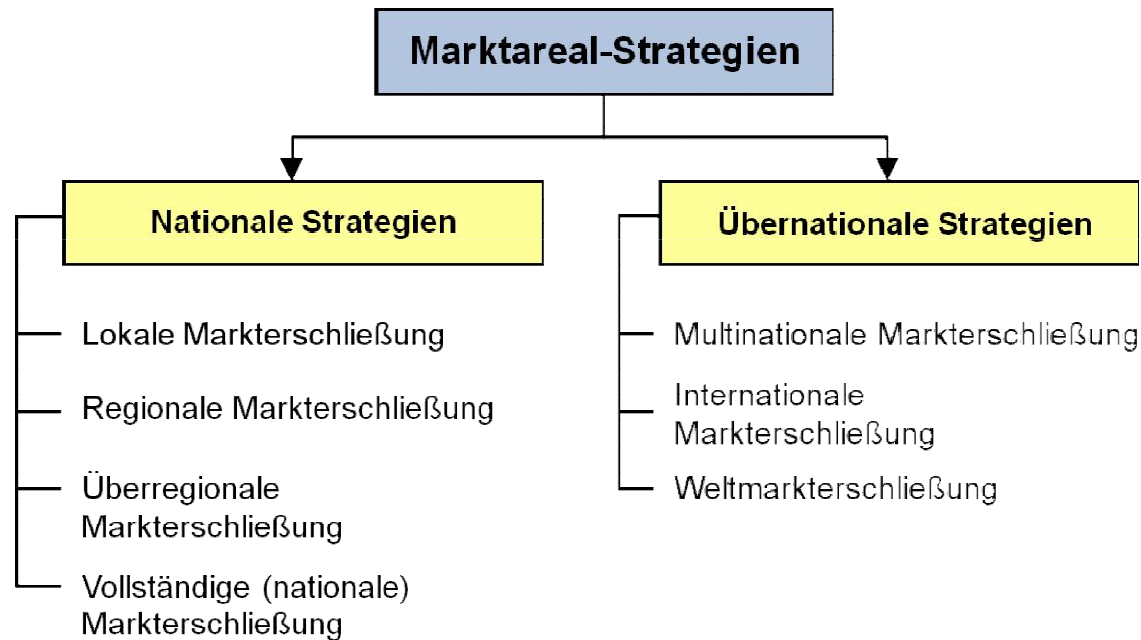 Marktareal-Strategien
Nationale Strategien
Lokale Markterschließung
Regionale Markterschließung
Überregionale
Markterschließung
Vollständige (nationale)
Markterschließung
Übernationale Strategien
Multinationale Markterschließung
Internationale
Markterschließung
Weltmarkterschließung